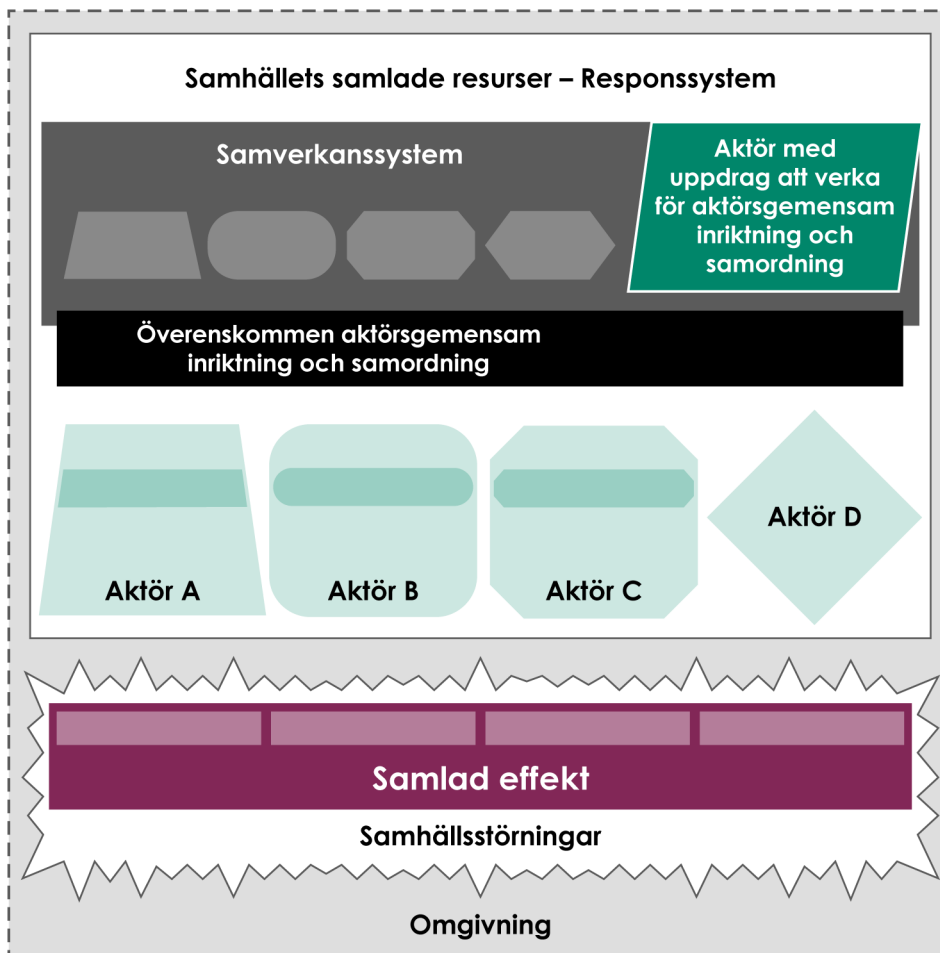 Samhällets samlade resurser – Responssystem
Samverkanssystem
Aktör med
uppdrag att verka
för aktörsgemensam
inriktning och
samordning
Överenskommen aktörsgemensam
inriktning och samordning
Aktör A
Aktör B
Aktör C
Aktör D
Samlad effekt
Samhällsstörningar
Omgivning